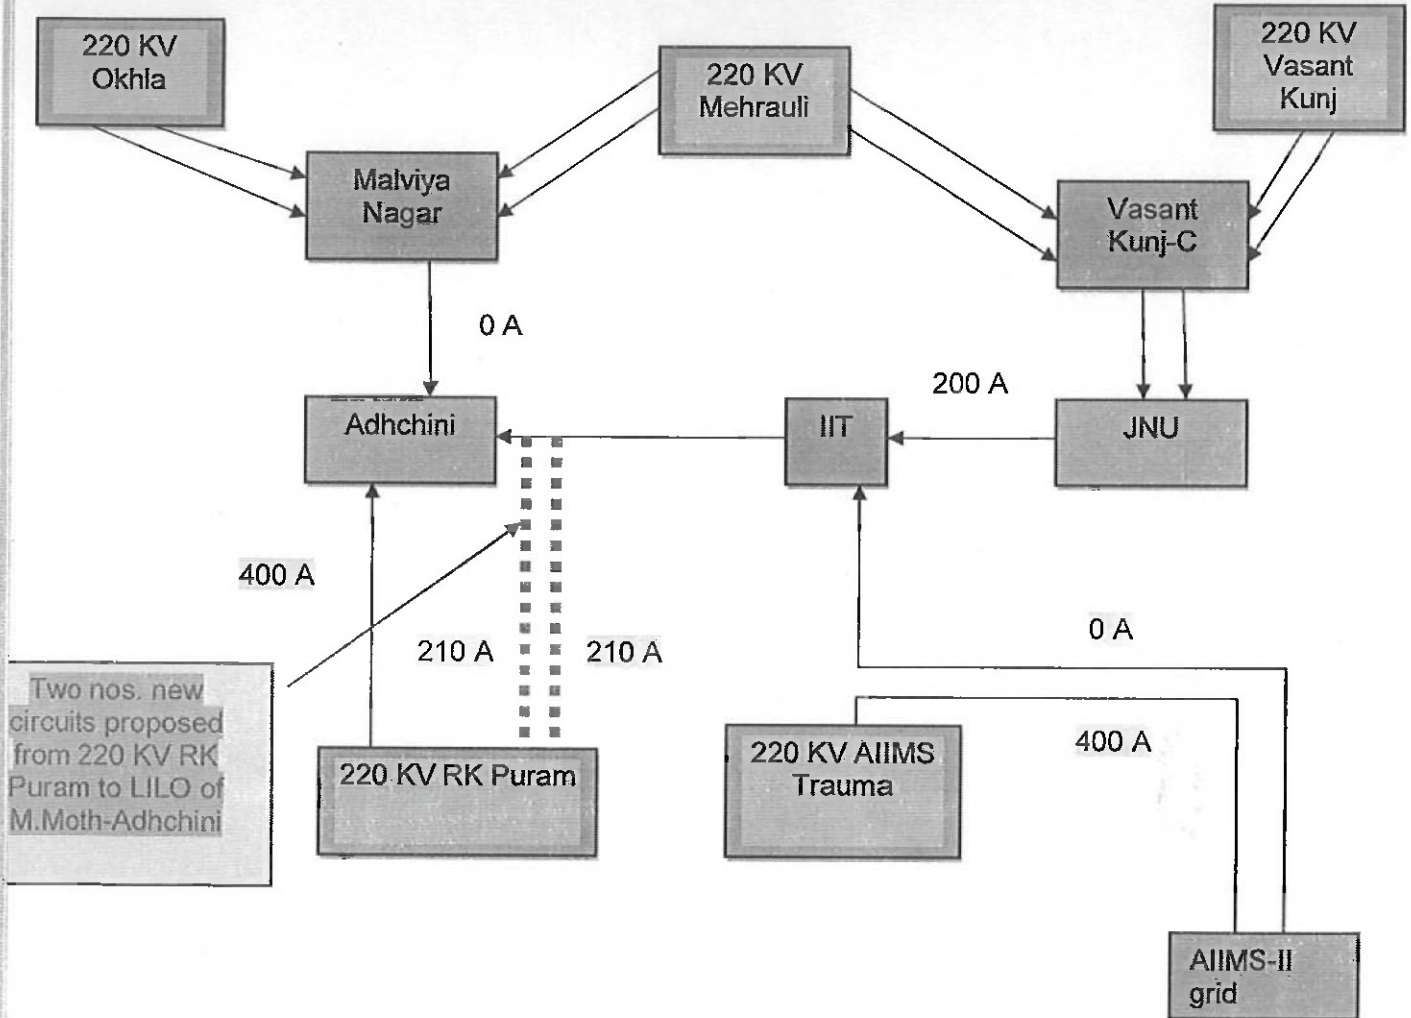 220 KV
Okhla
220 KV
Mehrauli
220 KV
Vasant
Kunj
Malviya
Nagar
Vasant
Kunj-C
0 A
200 A
Adhchini
IIT
JNU
400 A
210 A
210 A
0 A
Two nos. new
circuits proposed
from 220 KV RK
Puram to LILO of
M.Moth-Adhchini
220 KV RK Puram
220 KV AIIMS
Trauma
400 A
AIIMS-II
grid